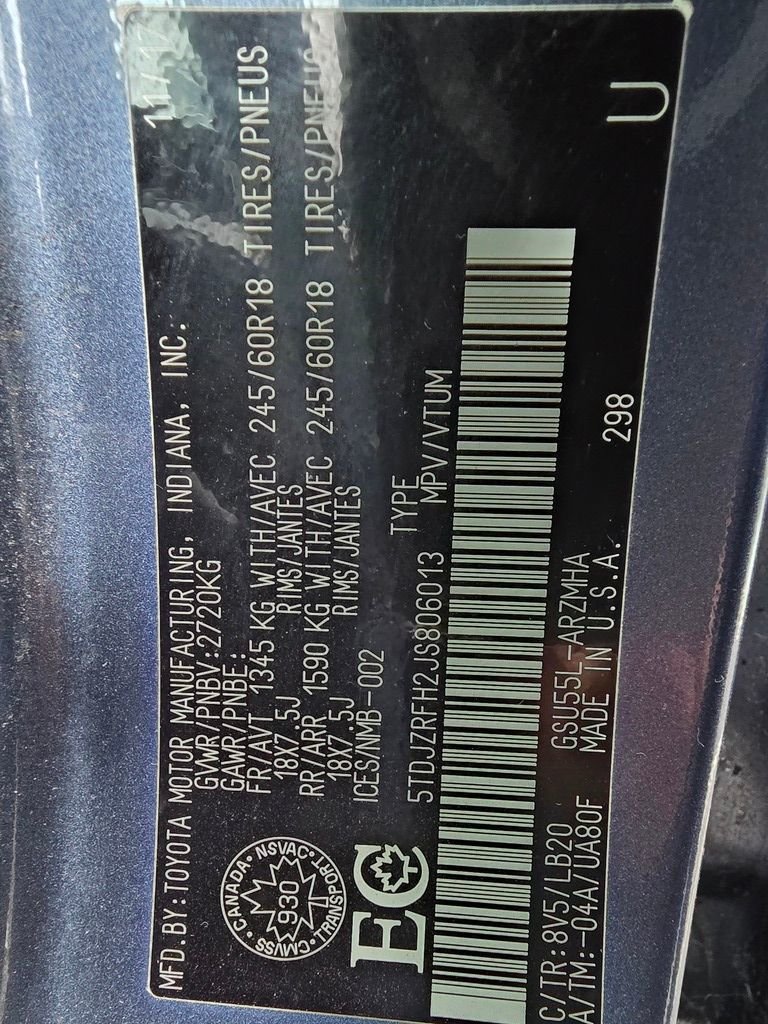 MFD.BY:TOYOTA MOTOR MANUFACTURING, INDIANA, INC. 11/17
GVWR/PNBV:2720KG
GAWR/PNBE:
FR/AVT 1345 KG WITH/AVEC 245/60R18 TIRES/PNEUS
18X7.5J RIMS/JANTES
RR/ARR 1590 KG WITH/AVEC 245/60R18 TIRES/PNEUS
18X7.5J RIMS/JANTES
ICES/NMB-002
CANADA • NSVAC • TRANSPORT • CMVSS
930
EC
TYPE
5TDJZRFH2JS806013 MPV/VTUM
C/TR:8V5/LB20 GSU55L-ARZMHA
A/TM:-04A/UA80F MADE IN U.S.A. 298
U